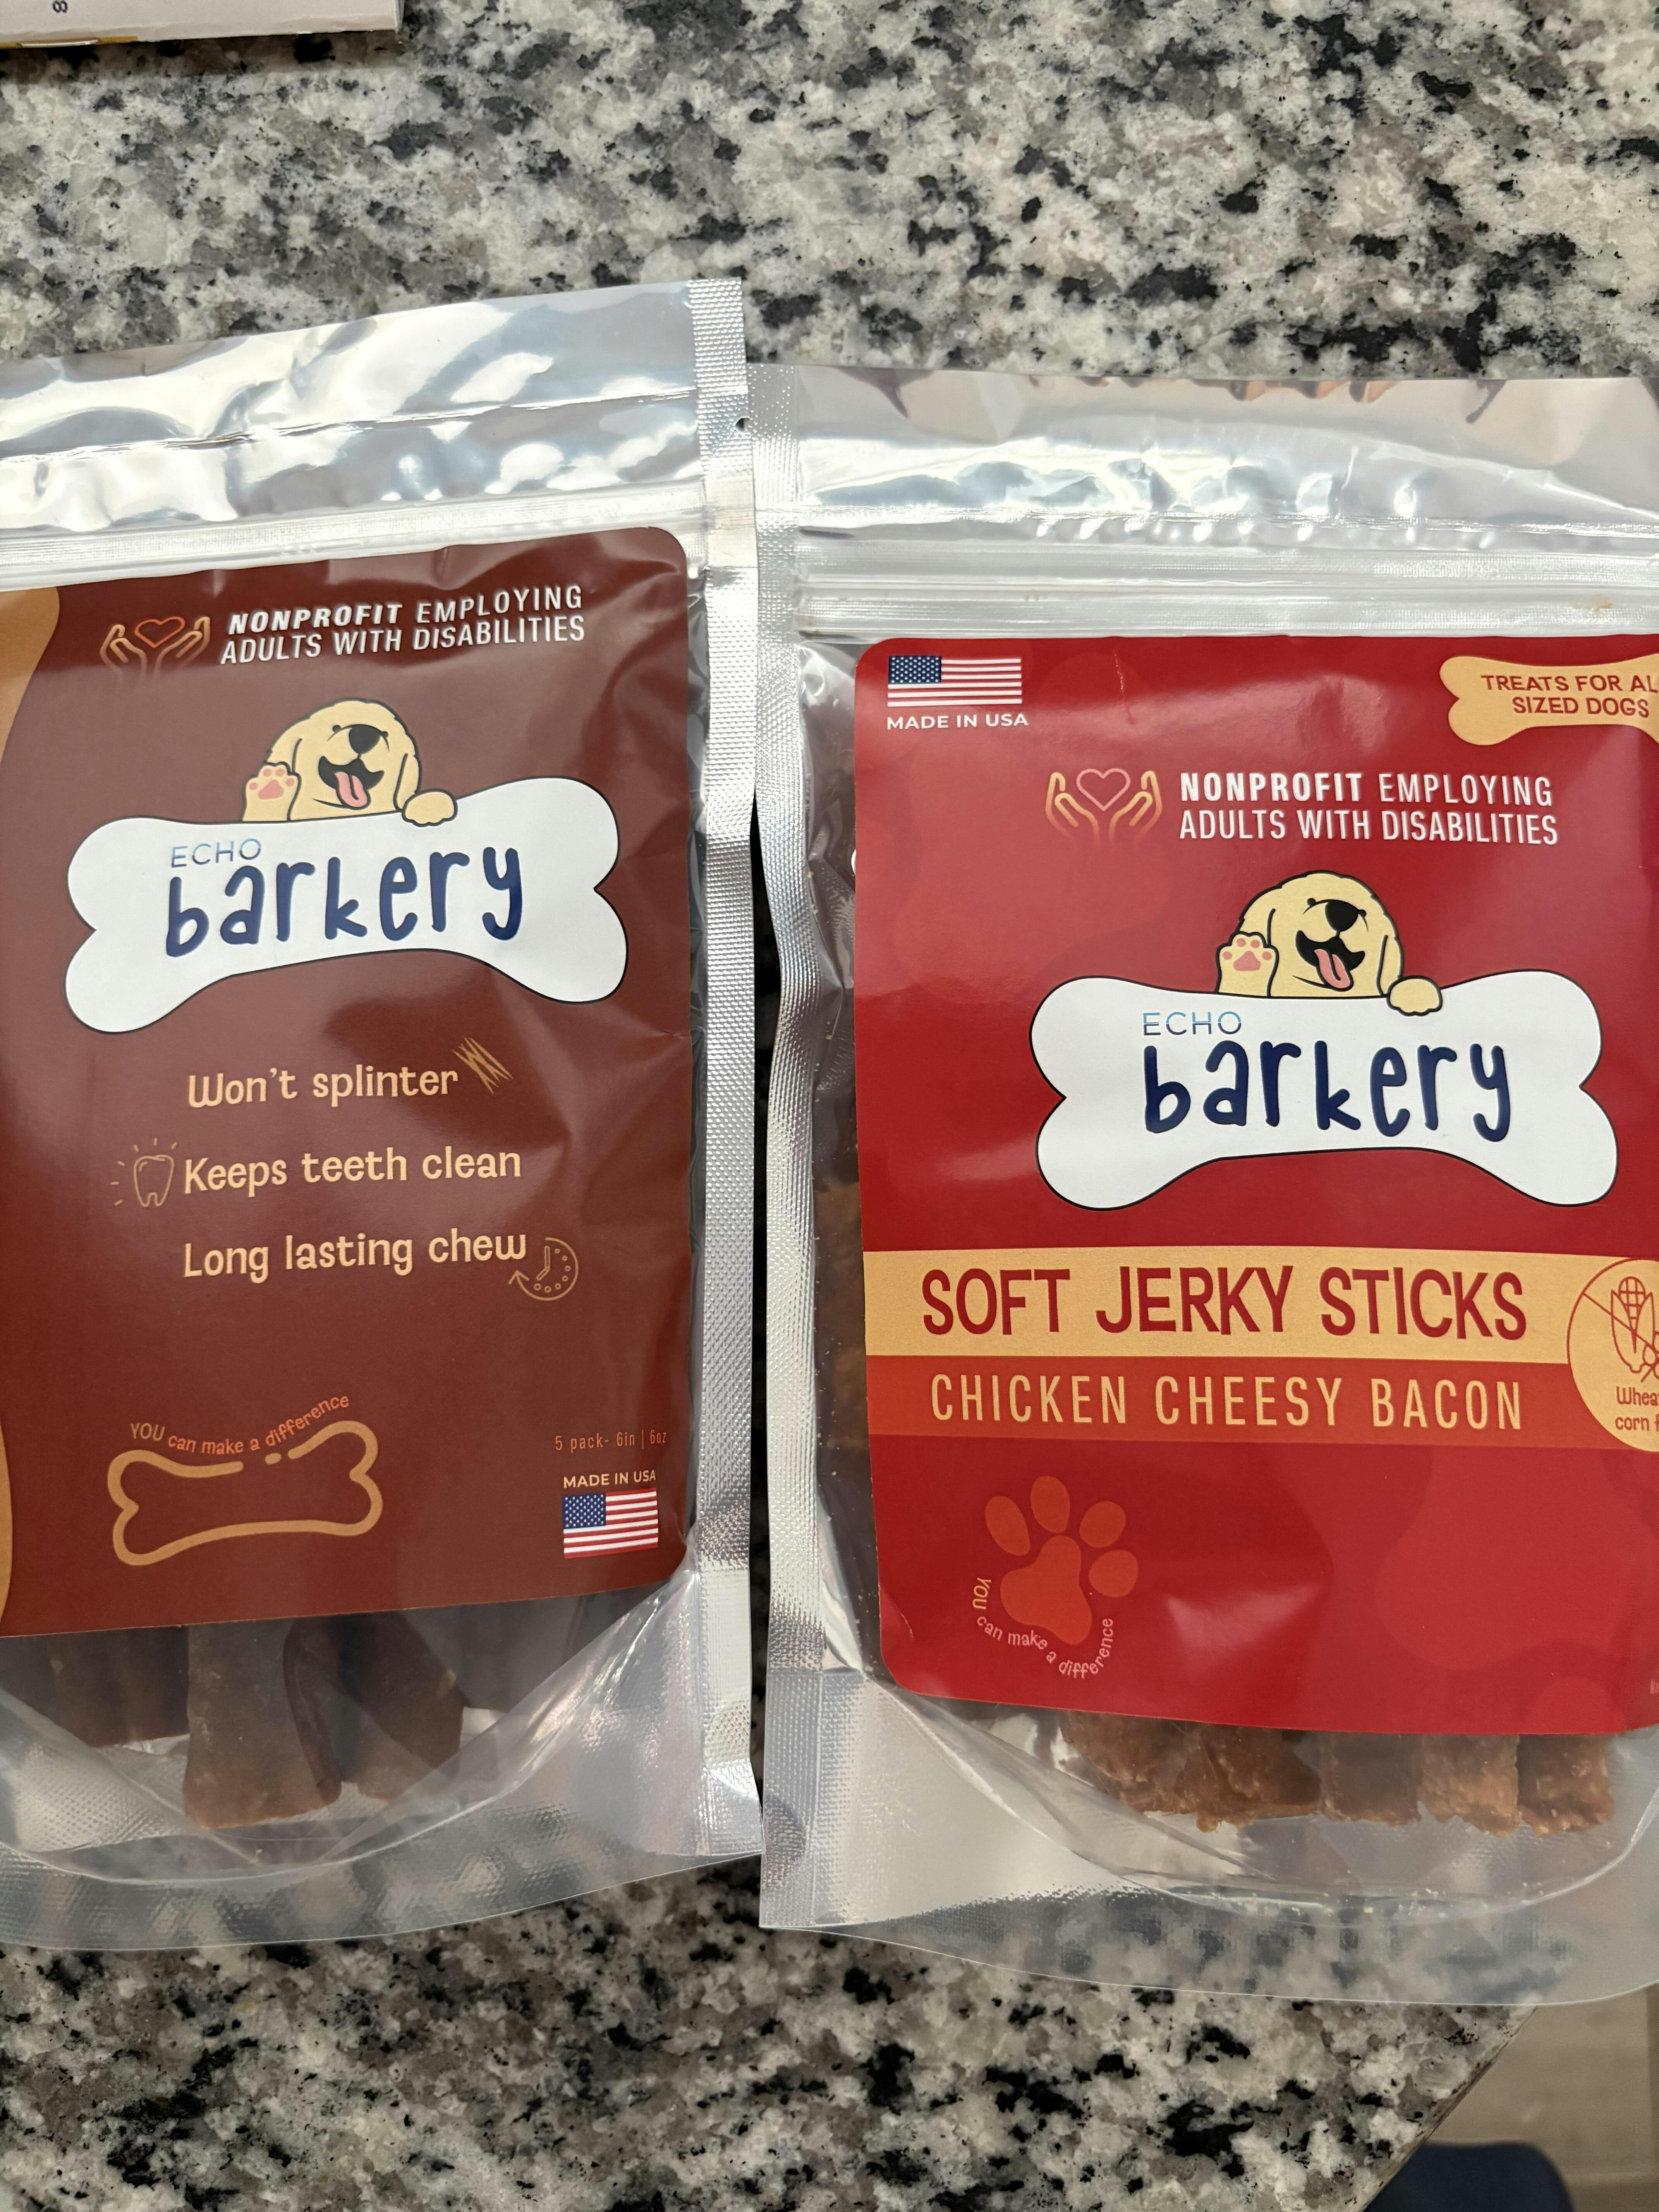 8
NONPROFIT EMPLOYING
ADULTS WITH DISABILITIES
ECHO
barkery
Won't splinter
Keeps teeth clean
Long lasting chew
YOU can make a difference
5 pack- 6in | 6oz
MADE IN USA
MADE IN USA
TREATS FOR AL
SIZED DOGS
NONPROFIT EMPLOYING
ADULTS WITH DISABILITIES
ECHO
barkery
SOFT JERKY STICKS
CHICKEN CHEESY BACON
Whea
corn
YOU can make a difference